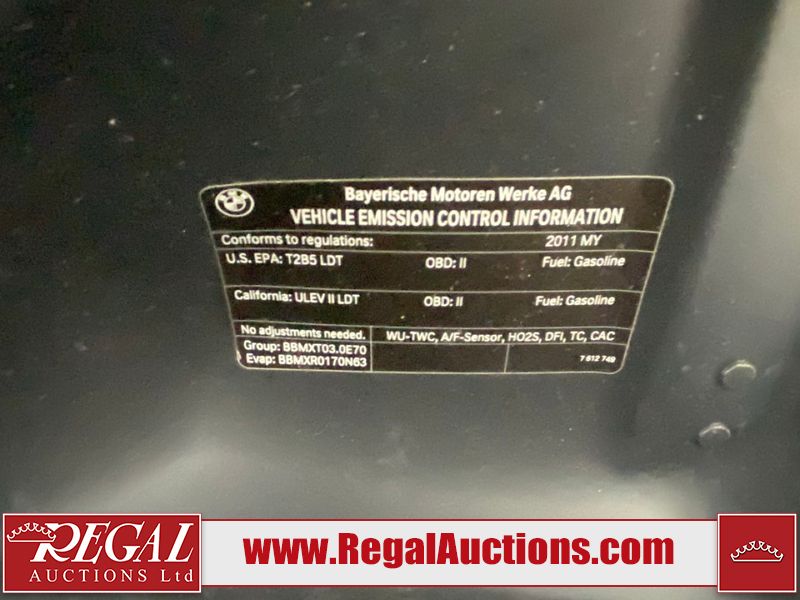 Bayerische Motoren Werke AG
VEHICLE EMISSION CONTROL INFORMATION
Conforms to regulations: 2011 MY
U.S. EPA: T2B5 LDT OBD: II Fuel: Gasoline
California: ULEV II LDT OBD: II Fuel: Gasoline
No adjustments needed. WU-TWC, A/F-Sensor, HO2S, DFI, TC, CAC
Group: BBMXT03.0E70
Evap: BBMXR0170N63 7 612 749
REGAL
AUCTIONS Ltd
www.RegalAuctions.com